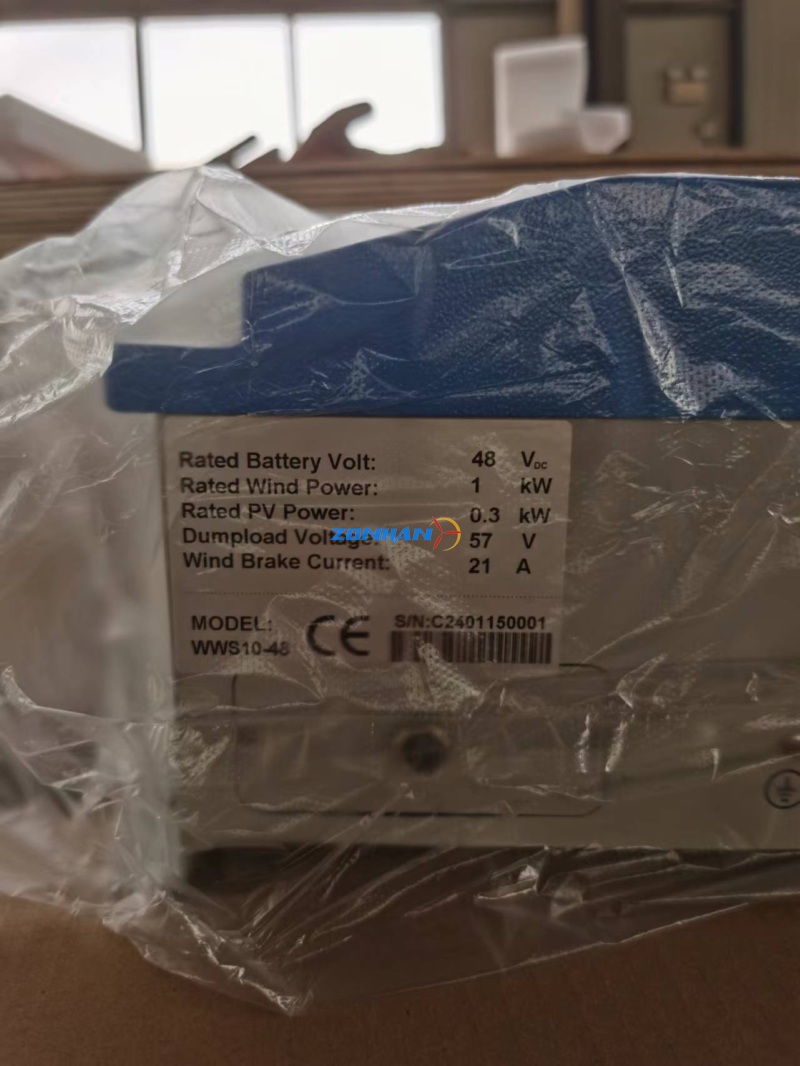 Rated Battery Volt: 48 VDC
Rated Wind Power: 1 kW
Rated PV Power: 0.3 kW
Dumpload Voltage: 57 V
Wind Brake Current: 21 A
ZONHAN
MODEL: CE S/N:C2401150001
WWS10-48